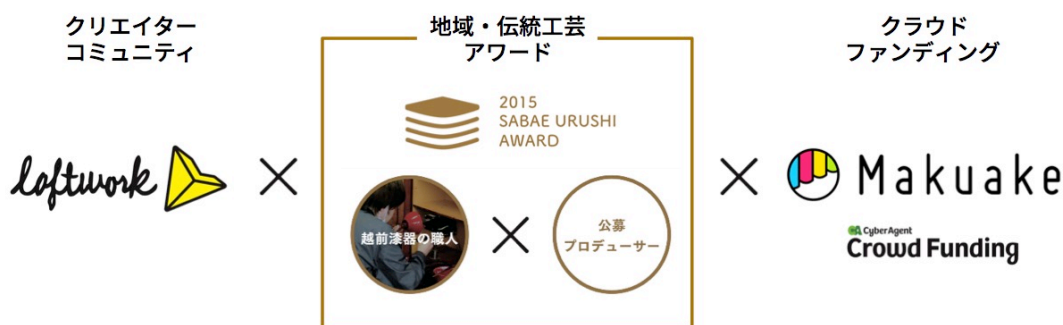 クリエイター
コミュニティ
地域・伝統工芸
アワード
クラウド
ファンディング
2015
SABAE URUSHI
AWARD
loftwork
×
越前漆器の職人
×
公募
プロデューサー
×
Makuake
CyberAgent
Crowd Funding